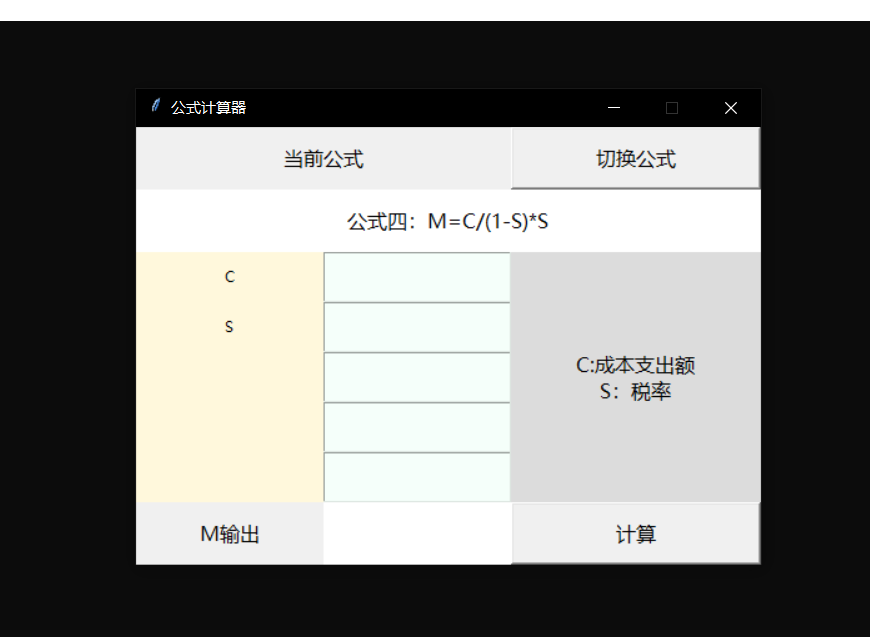 公式计算器
当前公式
切换公式
公式四：M=C/(1-S)*S
C
S
C:成本支出额
S：税率
M输出
计算